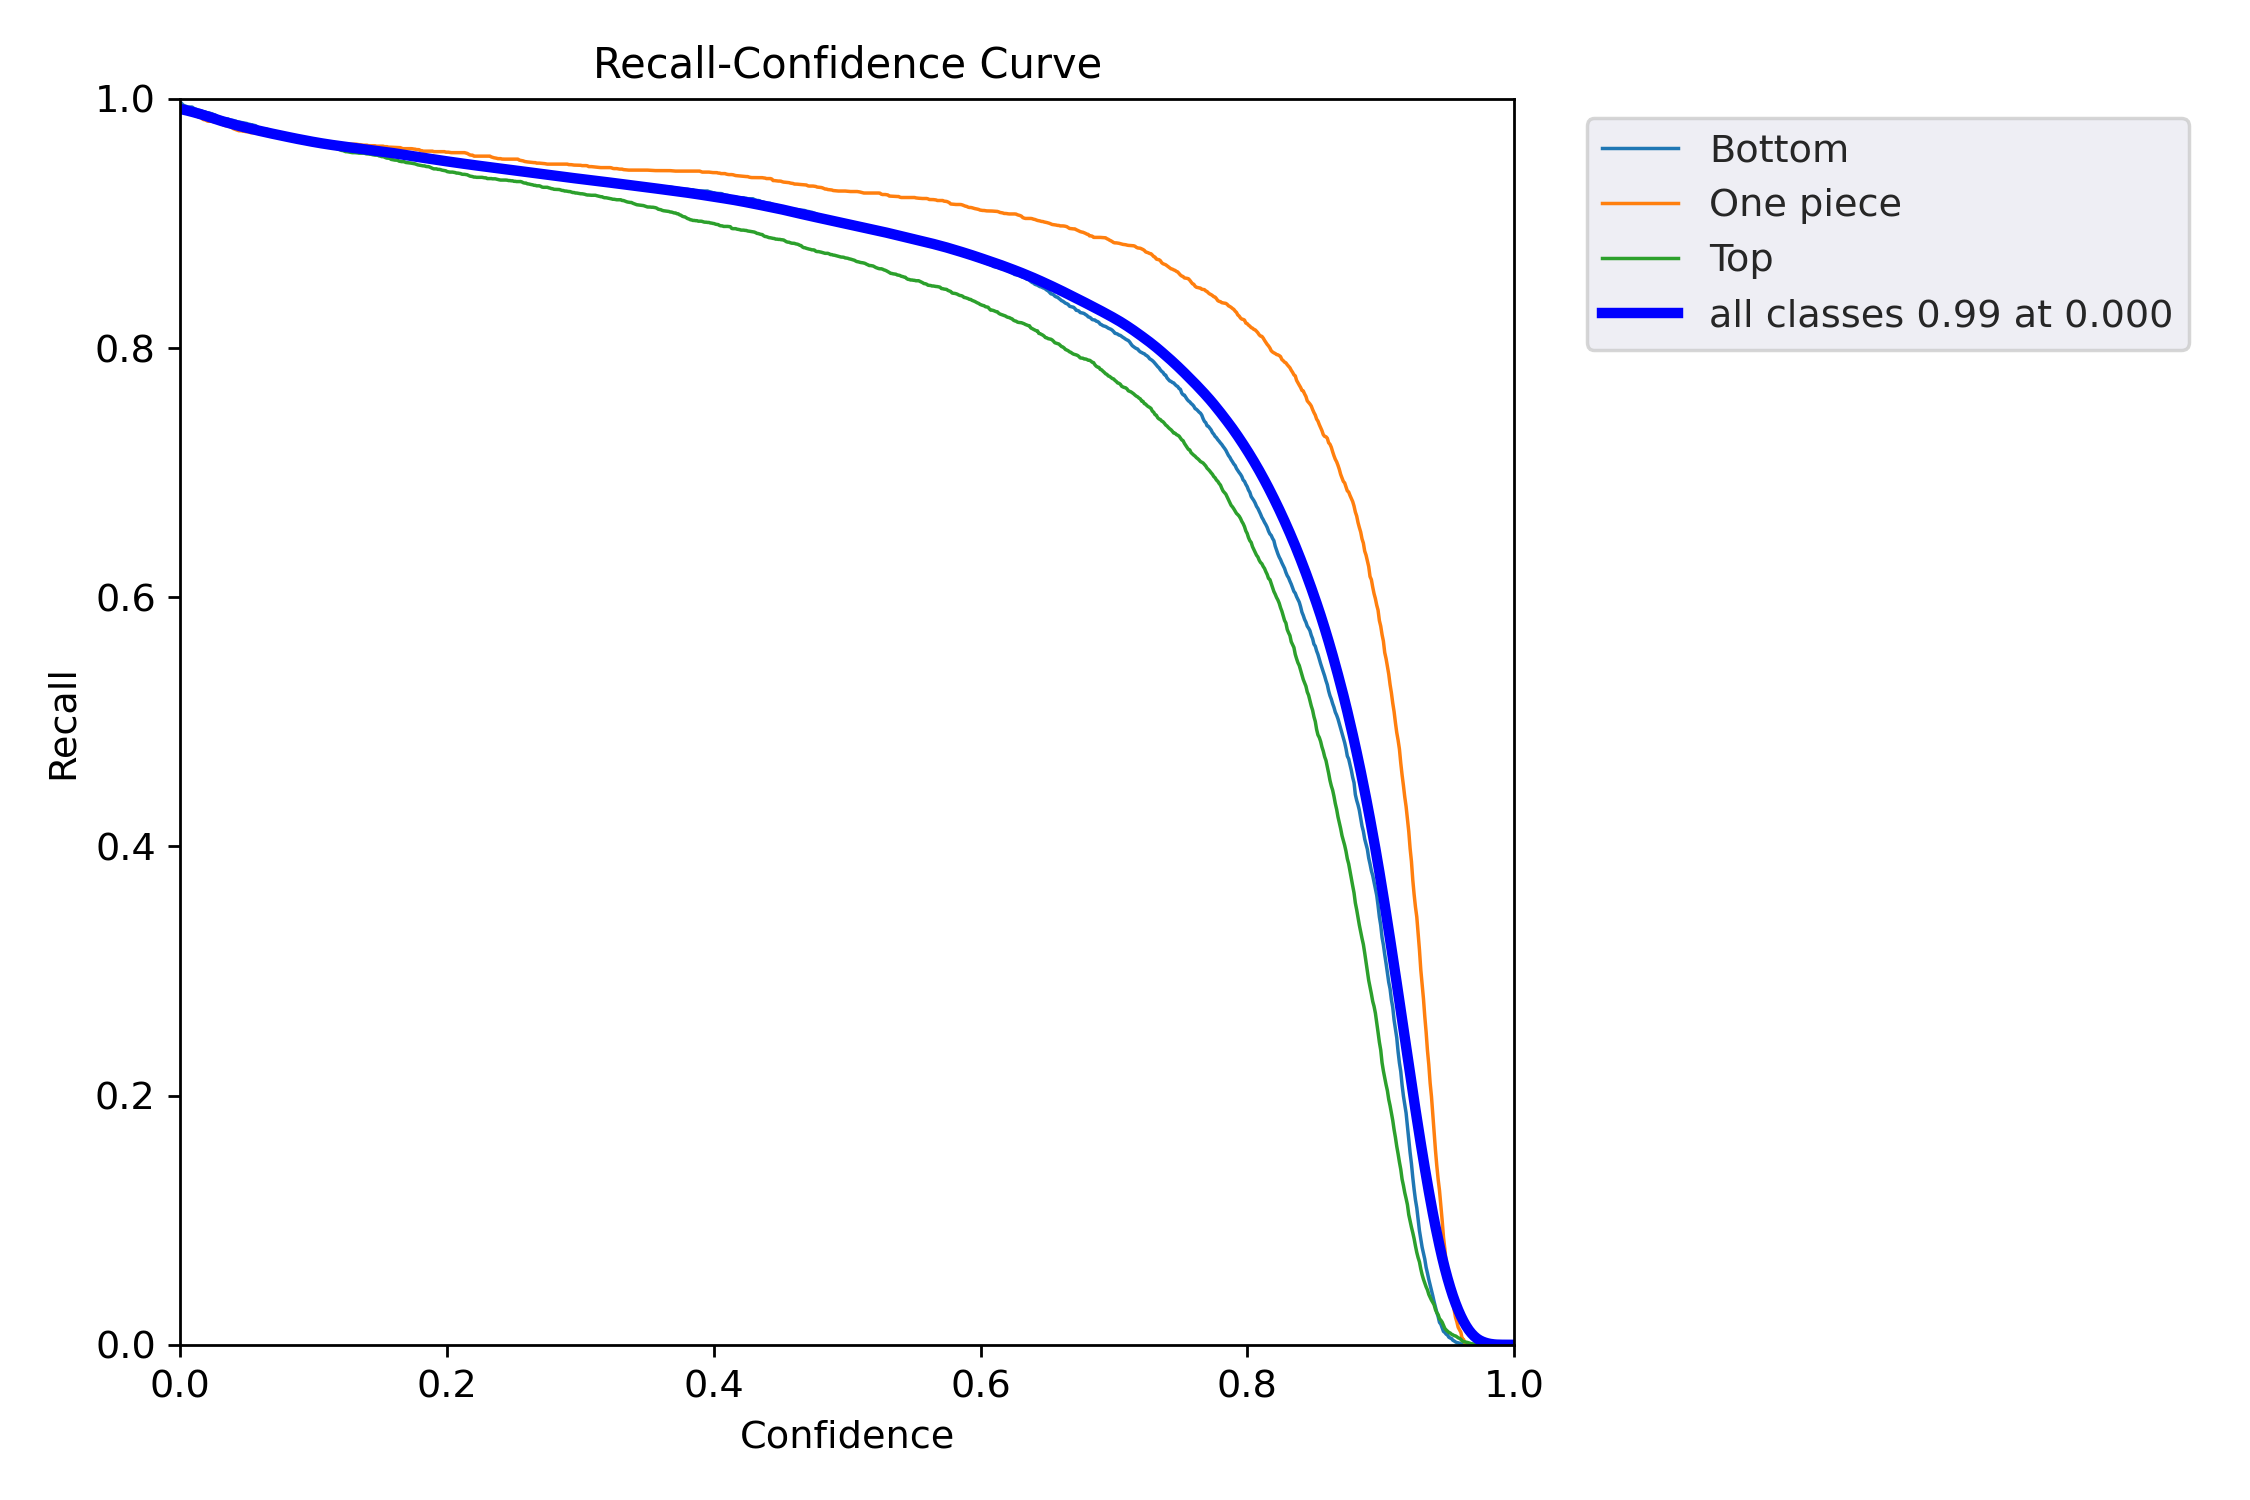 Recall-Confidence Curve
1.0
0.8
0.6
0.4
0.2
0.0
Recall
0.0 0.2 0.4 0.6 0.8 1.0
Confidence
Bottom
One piece
Top
all classes 0.99 at 0.000